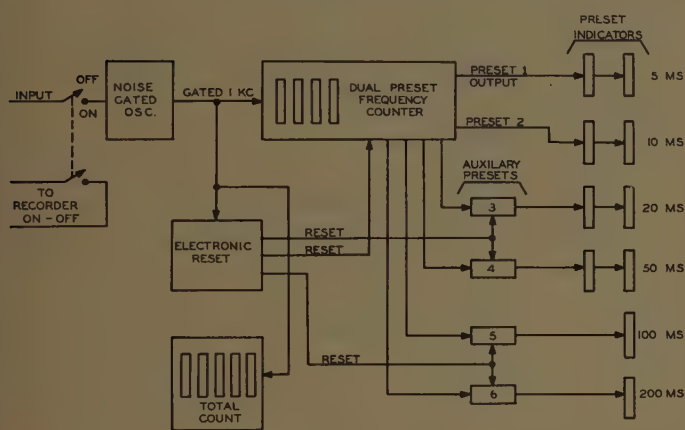 PRESET
INDICATORS
OFF
INPUT
ON
NOISE
GATED
OSC.
GATED 1 KC
DUAL PRESET
FREQUENCY
COUNTER
PRESET 1
OUTPUT
5 MS
PRESET 2
10 MS
TO
RECORDER
ON - OFF
AUXILARY
PRESETS
3
20 MS
ELECTRONIC
RESET
RESET
RESET
4
50 MS
RESET
5
100 MS
6
200 MS
TOTAL
COUNT